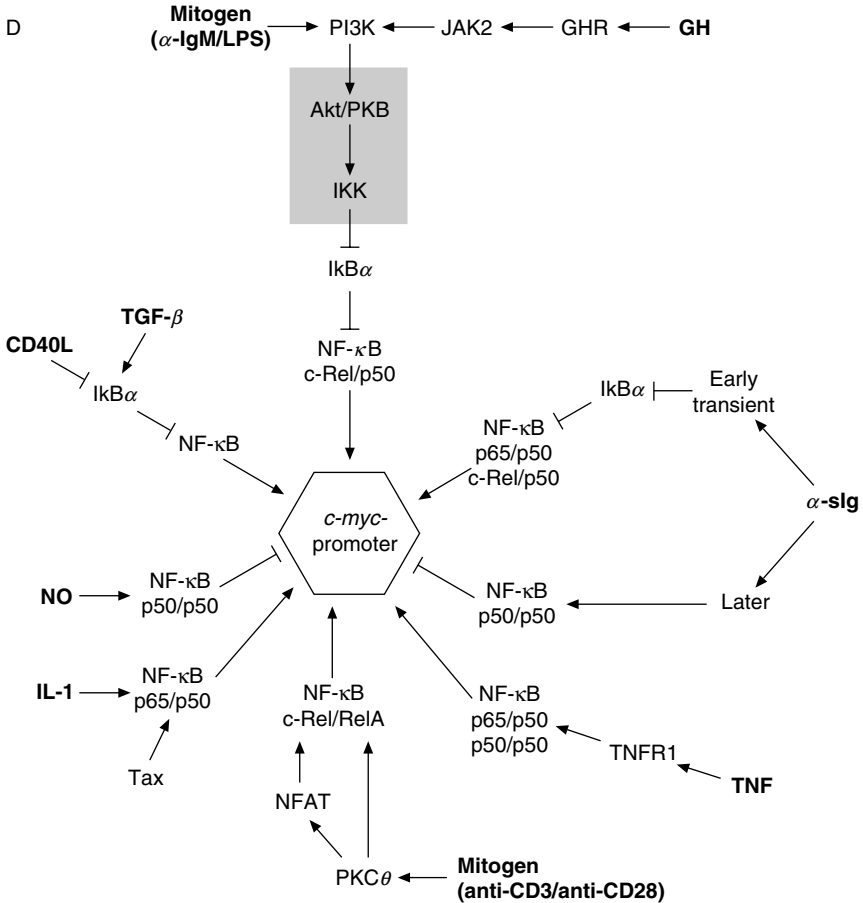 D
Mitogen
(α-IgM/LPS)
PI3K
JAK2
GHR
GH
Akt/PKB
IKK
IkBα
NF-κB
c-Rel/p50
TGF-β
CD40L
IkBα
NF-κB
IkBα
Early
transient
NF-κB
p65/p50
c-Rel/p50
α-sIg
c-myc-
promoter
NO
NF-κB
p50/p50
NF-κB
p50/p50
Later
IL-1
NF-κB
p65/p50
Tax
NF-κB
c-Rel/RelA
NF-κB
p65/p50
p50/p50
TNFR1
TNF
NFAT
PKCθ
Mitogen
(anti-CD3/anti-CD28)